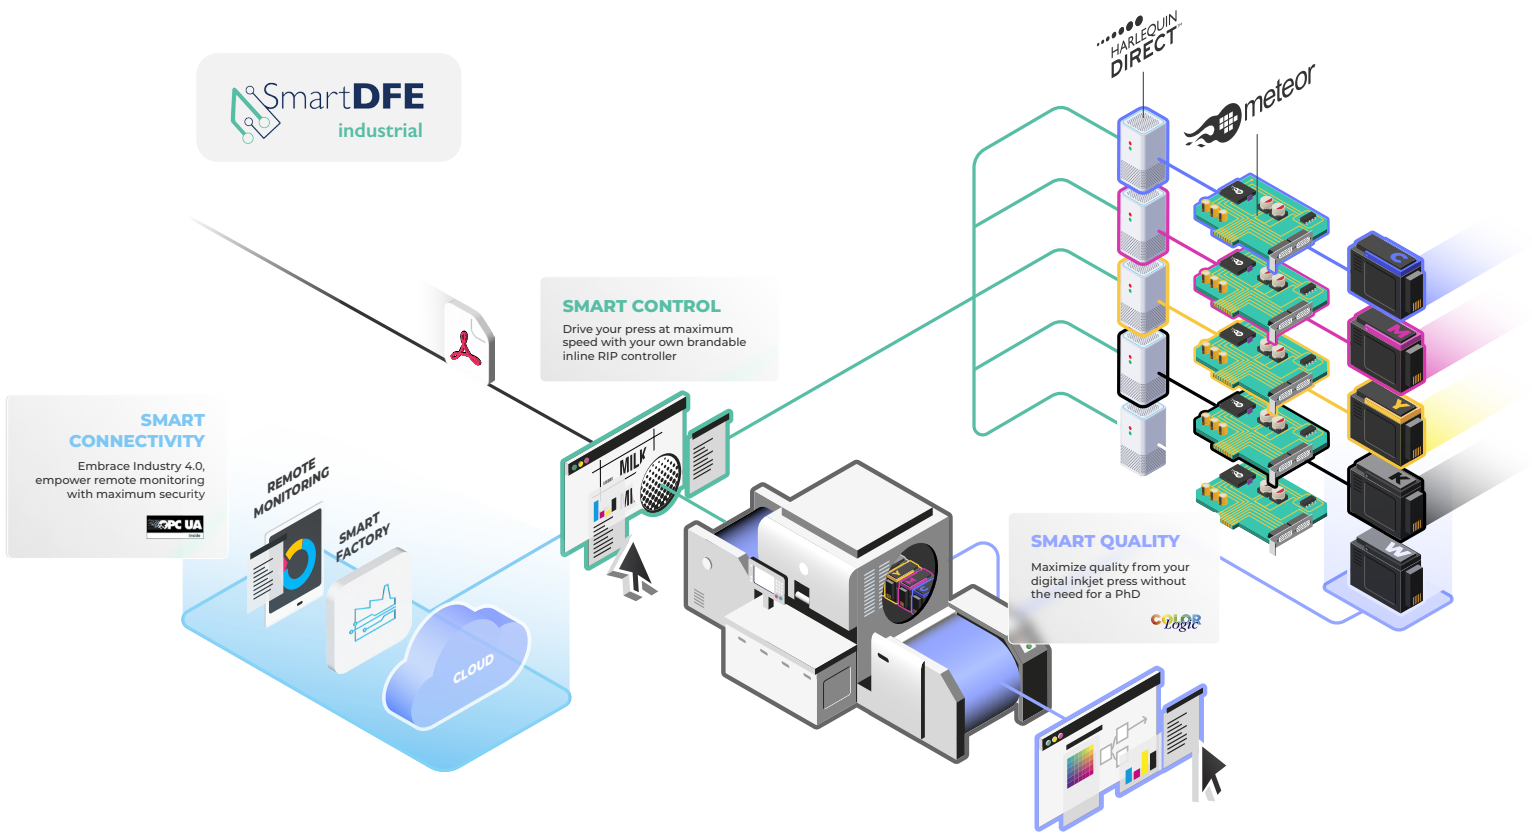 SmartDFE
industrial
HARLEQUIN
DIRECT™
meteor
SMART CONTROL
Drive your press at maximum
speed with your own brandable
inline RIP controller
SMART
CONNECTIVITY
Embrace Industry 4.0,
empower remote monitoring
with maximum security
OPC UA
Inside
REMOTE
MONITORING
SMART
FACTORY
CLOUD
MILK
SMART QUALITY
Maximize quality from your
digital inkjet press without
the need for a PhD
COLOR
Logic
C
M
Y
K
W
Y
M
C